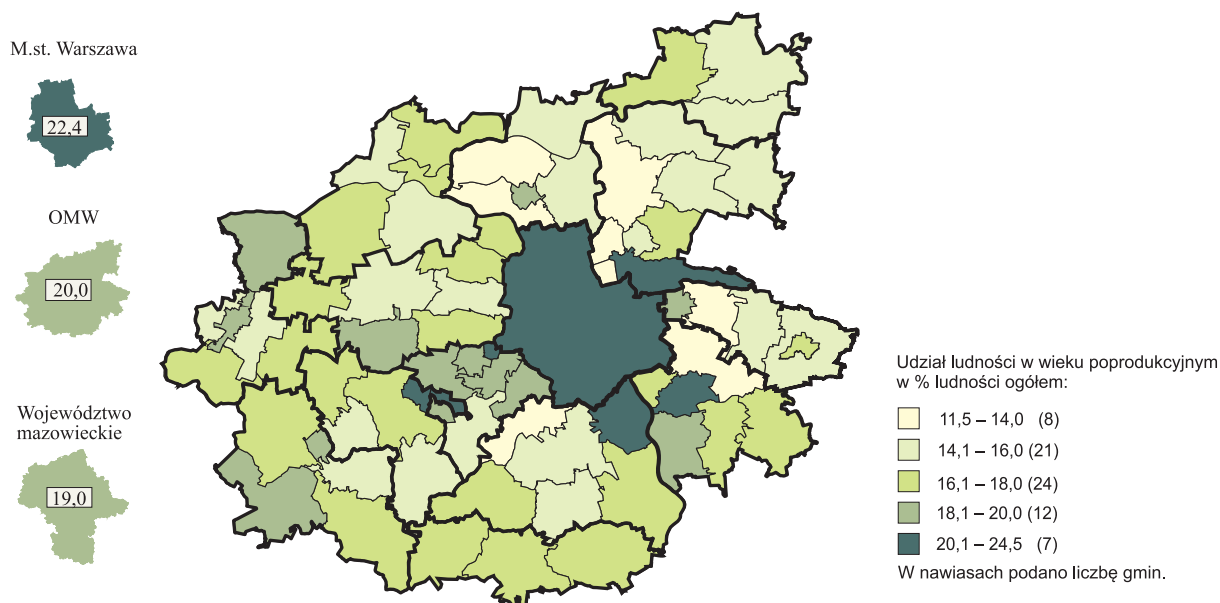 M.st. Warszawa
22,4
OMW
20,0
Województwo
mazowieckie
19,0
Udział ludności w wieku poprodukcyjnym
w % ludności ogółem:
11,5 – 14,0 (8)
14,1 – 16,0 (21)
16,1 – 18,0 (24)
18,1 – 20,0 (12)
20,1 – 24,5 (7)
W nawiasach podano liczbę gmin.